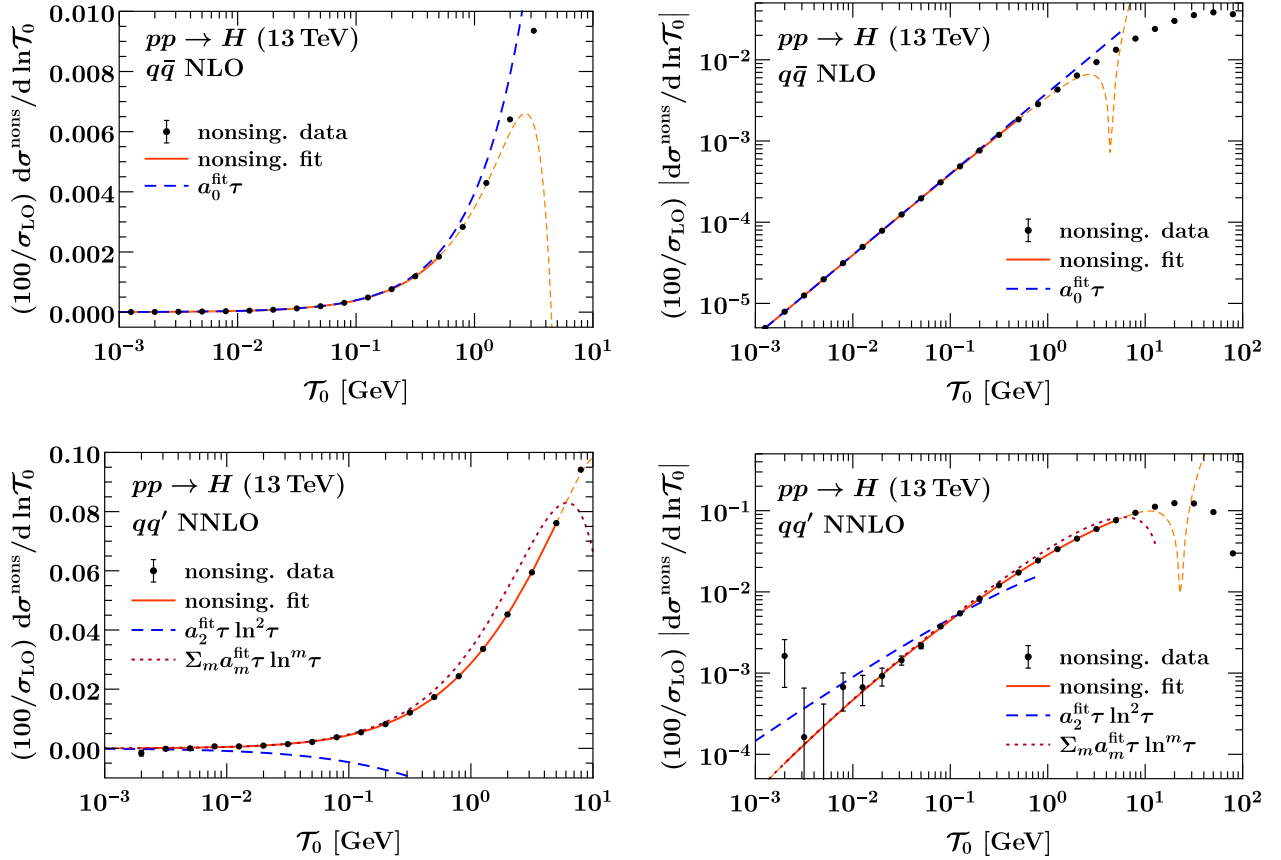 (100/σ_LO) dσ^nons/d ln 𝒯_0
0.010
0.008
0.006
0.004
0.002
0.000
pp → H (13 TeV)
qq̄ NLO
nonsing. data
nonsing. fit
a_0^fit τ
10^−3 10^−2 10^−1 10^0 10^1
𝒯_0 [GeV]
(100/σ_LO) |dσ^nons/d ln 𝒯_0|
10^−2
10^−3
10^−4
10^−5
pp → H (13 TeV)
qq̄ NLO
nonsing. data
nonsing. fit
a_0^fit τ
10^−3 10^−2 10^−1 10^0 10^1 10^2
𝒯_0 [GeV]
(100/σ_LO) dσ^nons/d ln 𝒯_0
0.10
0.08
0.06
0.04
0.02
0.00
pp → H (13 TeV)
qq′ NNLO
nonsing. data
nonsing. fit
a_2^fit τ ln^2 τ
Σ_m a_m^fit τ ln^m τ
10^−3 10^−2 10^−1 10^0 10^1
𝒯_0 [GeV]
(100/σ_LO) |dσ^nons/d ln 𝒯_0|
10^−1
10^−2
10^−3
10^−4
pp → H (13 TeV)
qq′ NNLO
nonsing. data
nonsing. fit
a_2^fit τ ln^2 τ
Σ_m a_m^fit τ ln^m τ
10^−3 10^−2 10^−1 10^0 10^1 10^2
𝒯_0 [GeV]